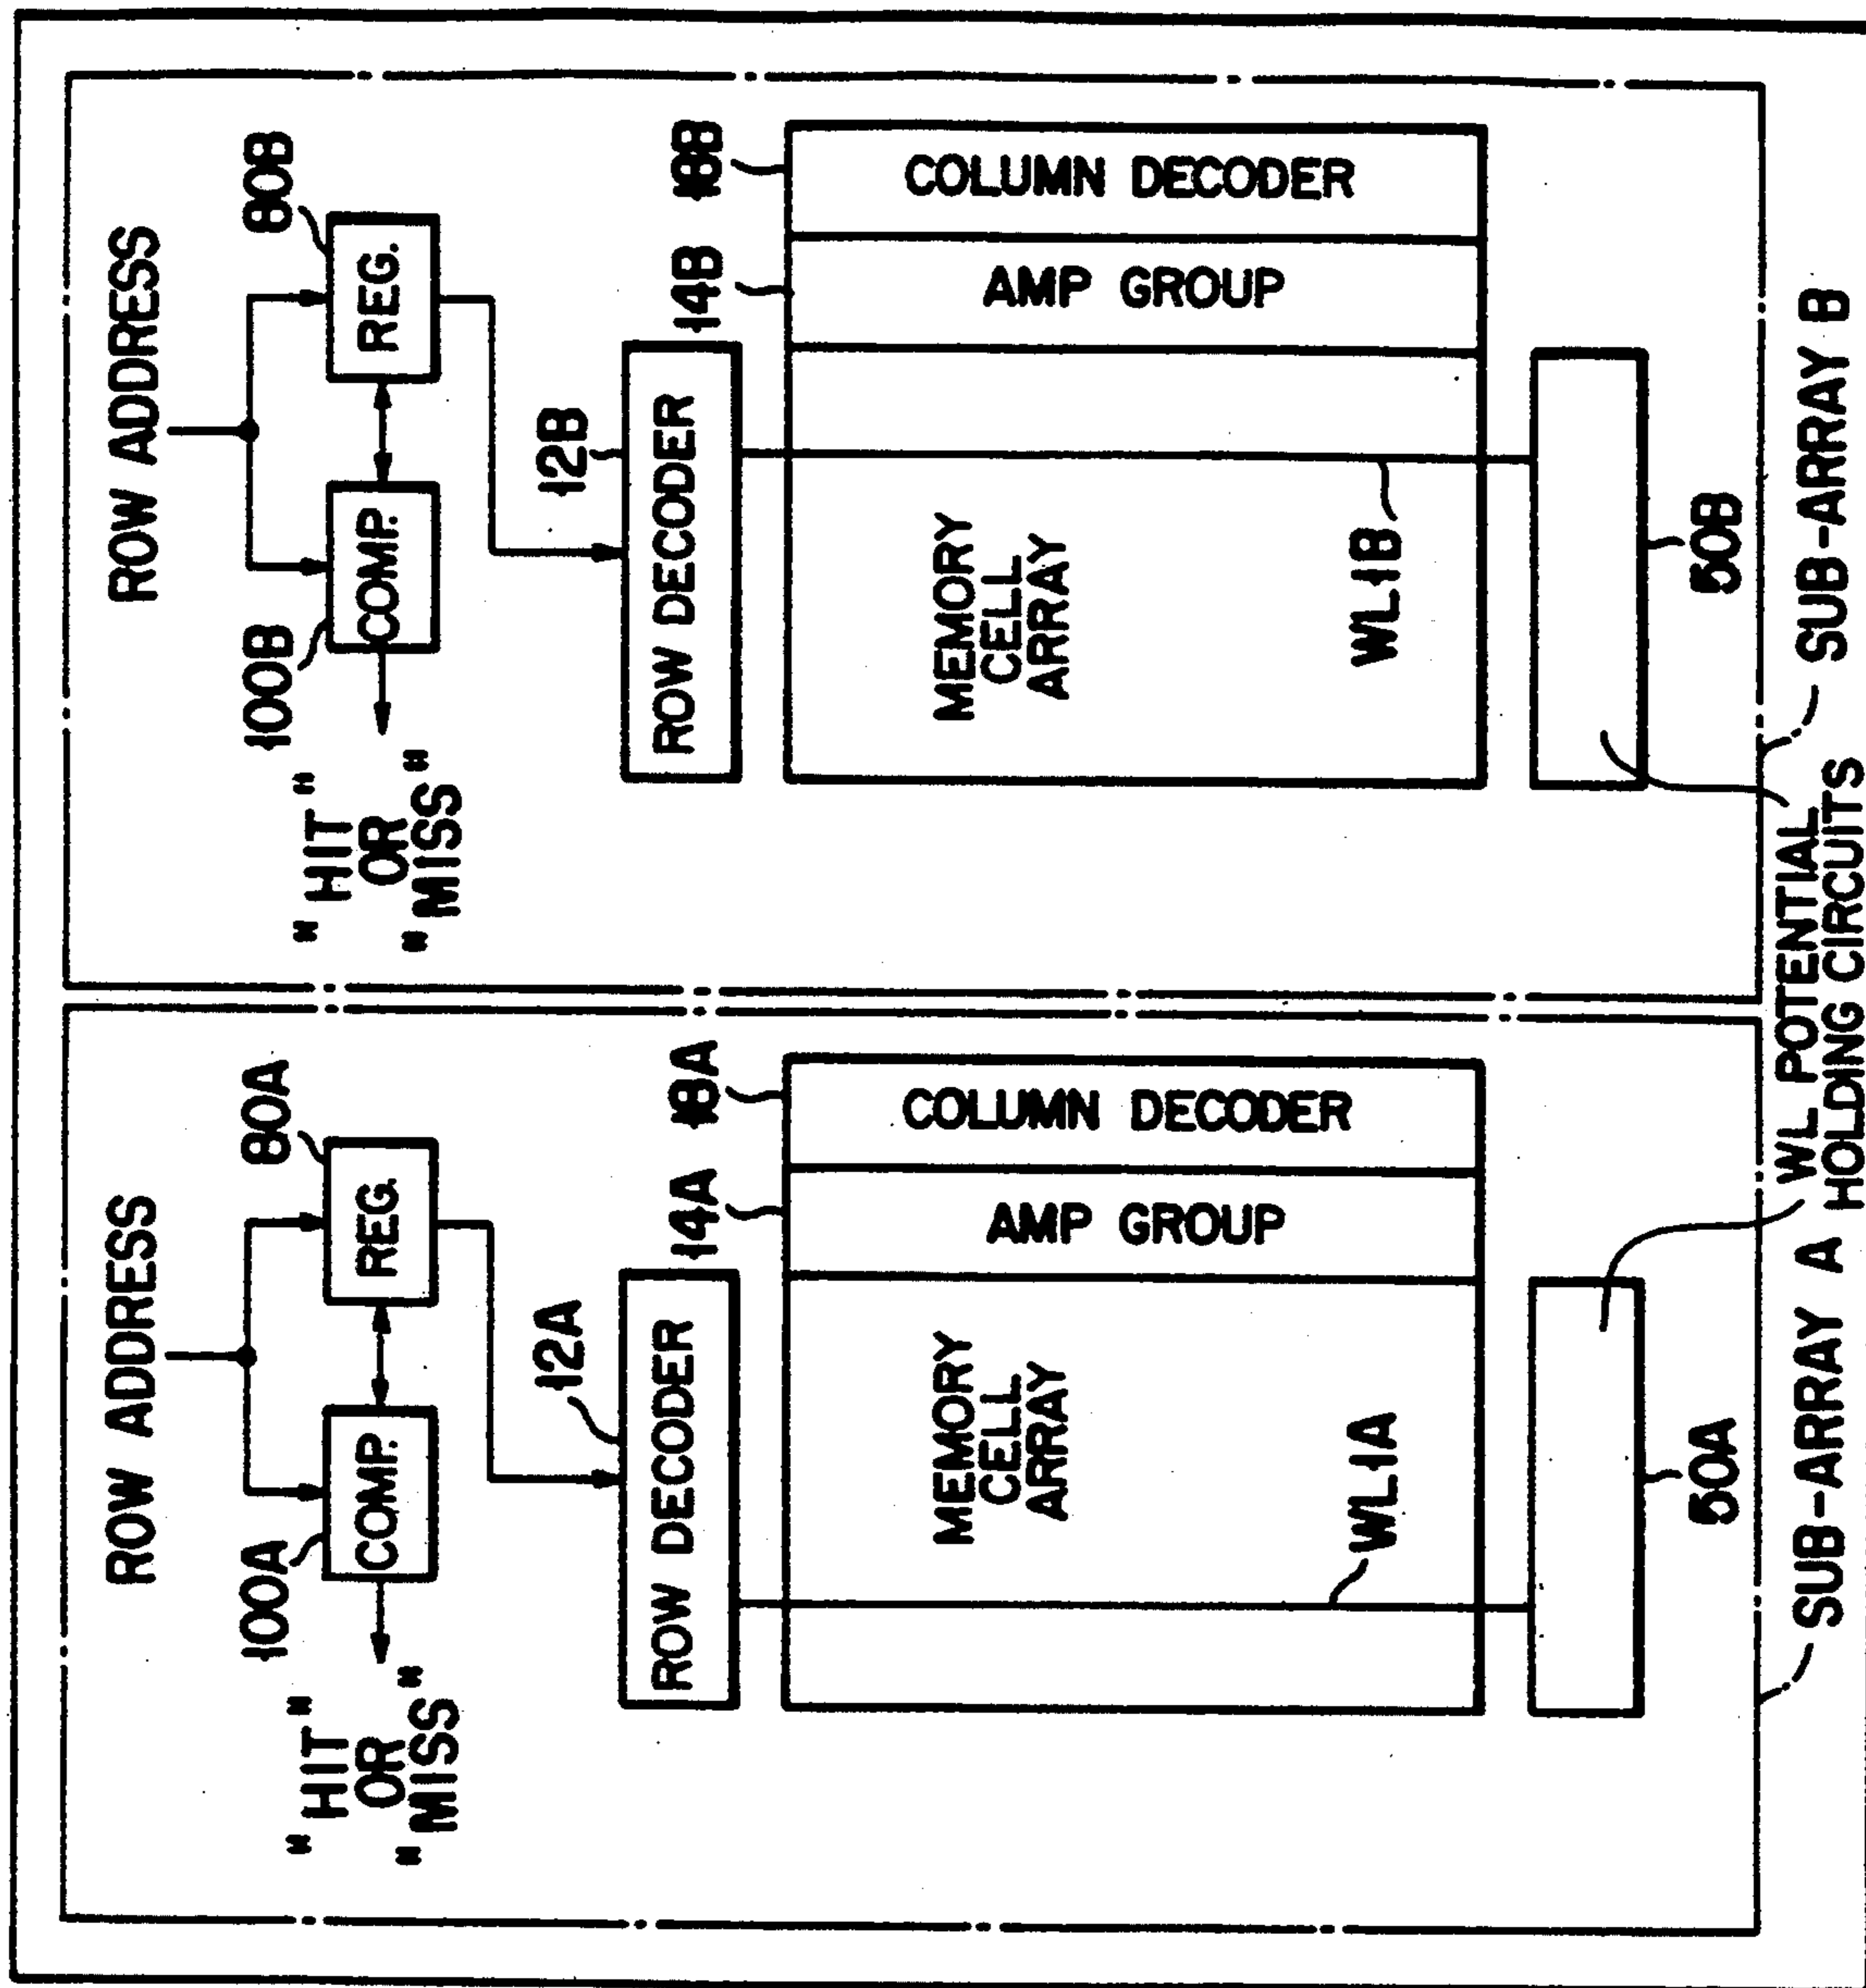 ROW ADDRESS
100A
80A
COMP.
REG.
"HIT"
OR
"MISS"
12A
14A
18A
ROW DECODER
MEMORY
CELL
ARRAY
AMP GROUP
COLUMN DECODER
WL1A
50A
SUB-ARRAY A
ROW ADDRESS
100B
80B
COMP.
REG.
"HIT"
OR
"MISS"
12B
14B
18B
ROW DECODER
MEMORY
CELL
ARRAY
AMP GROUP
COLUMN DECODER
WL1B
50B
WL POTENTIAL
HOLDING CIRCUITS
SUB-ARRAY B